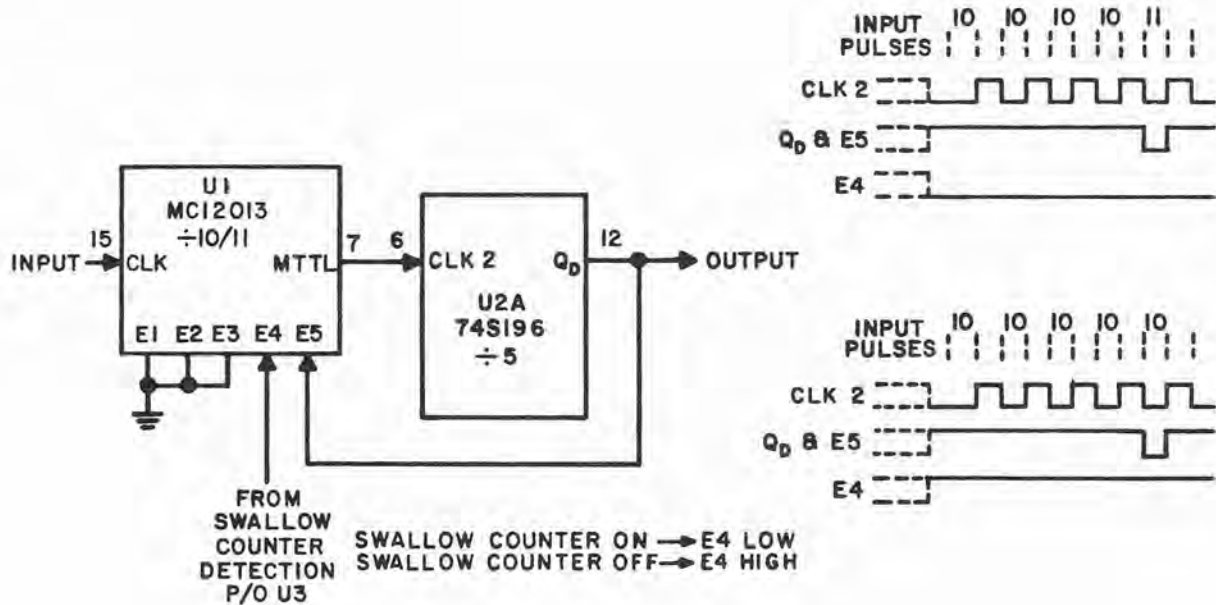 U1
MC12013
÷10/11
15
INPUT
CLK
MTTL
7
E1 E2 E3 E4 E5
6
CLK 2
Q_D
12
OUTPUT
U2A
74S196
÷5
FROM
SWALLOW
COUNTER
DETECTION
P/O U3
SWALLOW COUNTER ON → E4 LOW
SWALLOW COUNTER OFF → E4 HIGH
INPUT
PULSES
10 10 10 10 11
CLK 2
Q_D & E5
E4
INPUT
PULSES
10 10 10 10 10
CLK 2
Q_D & E5
E4